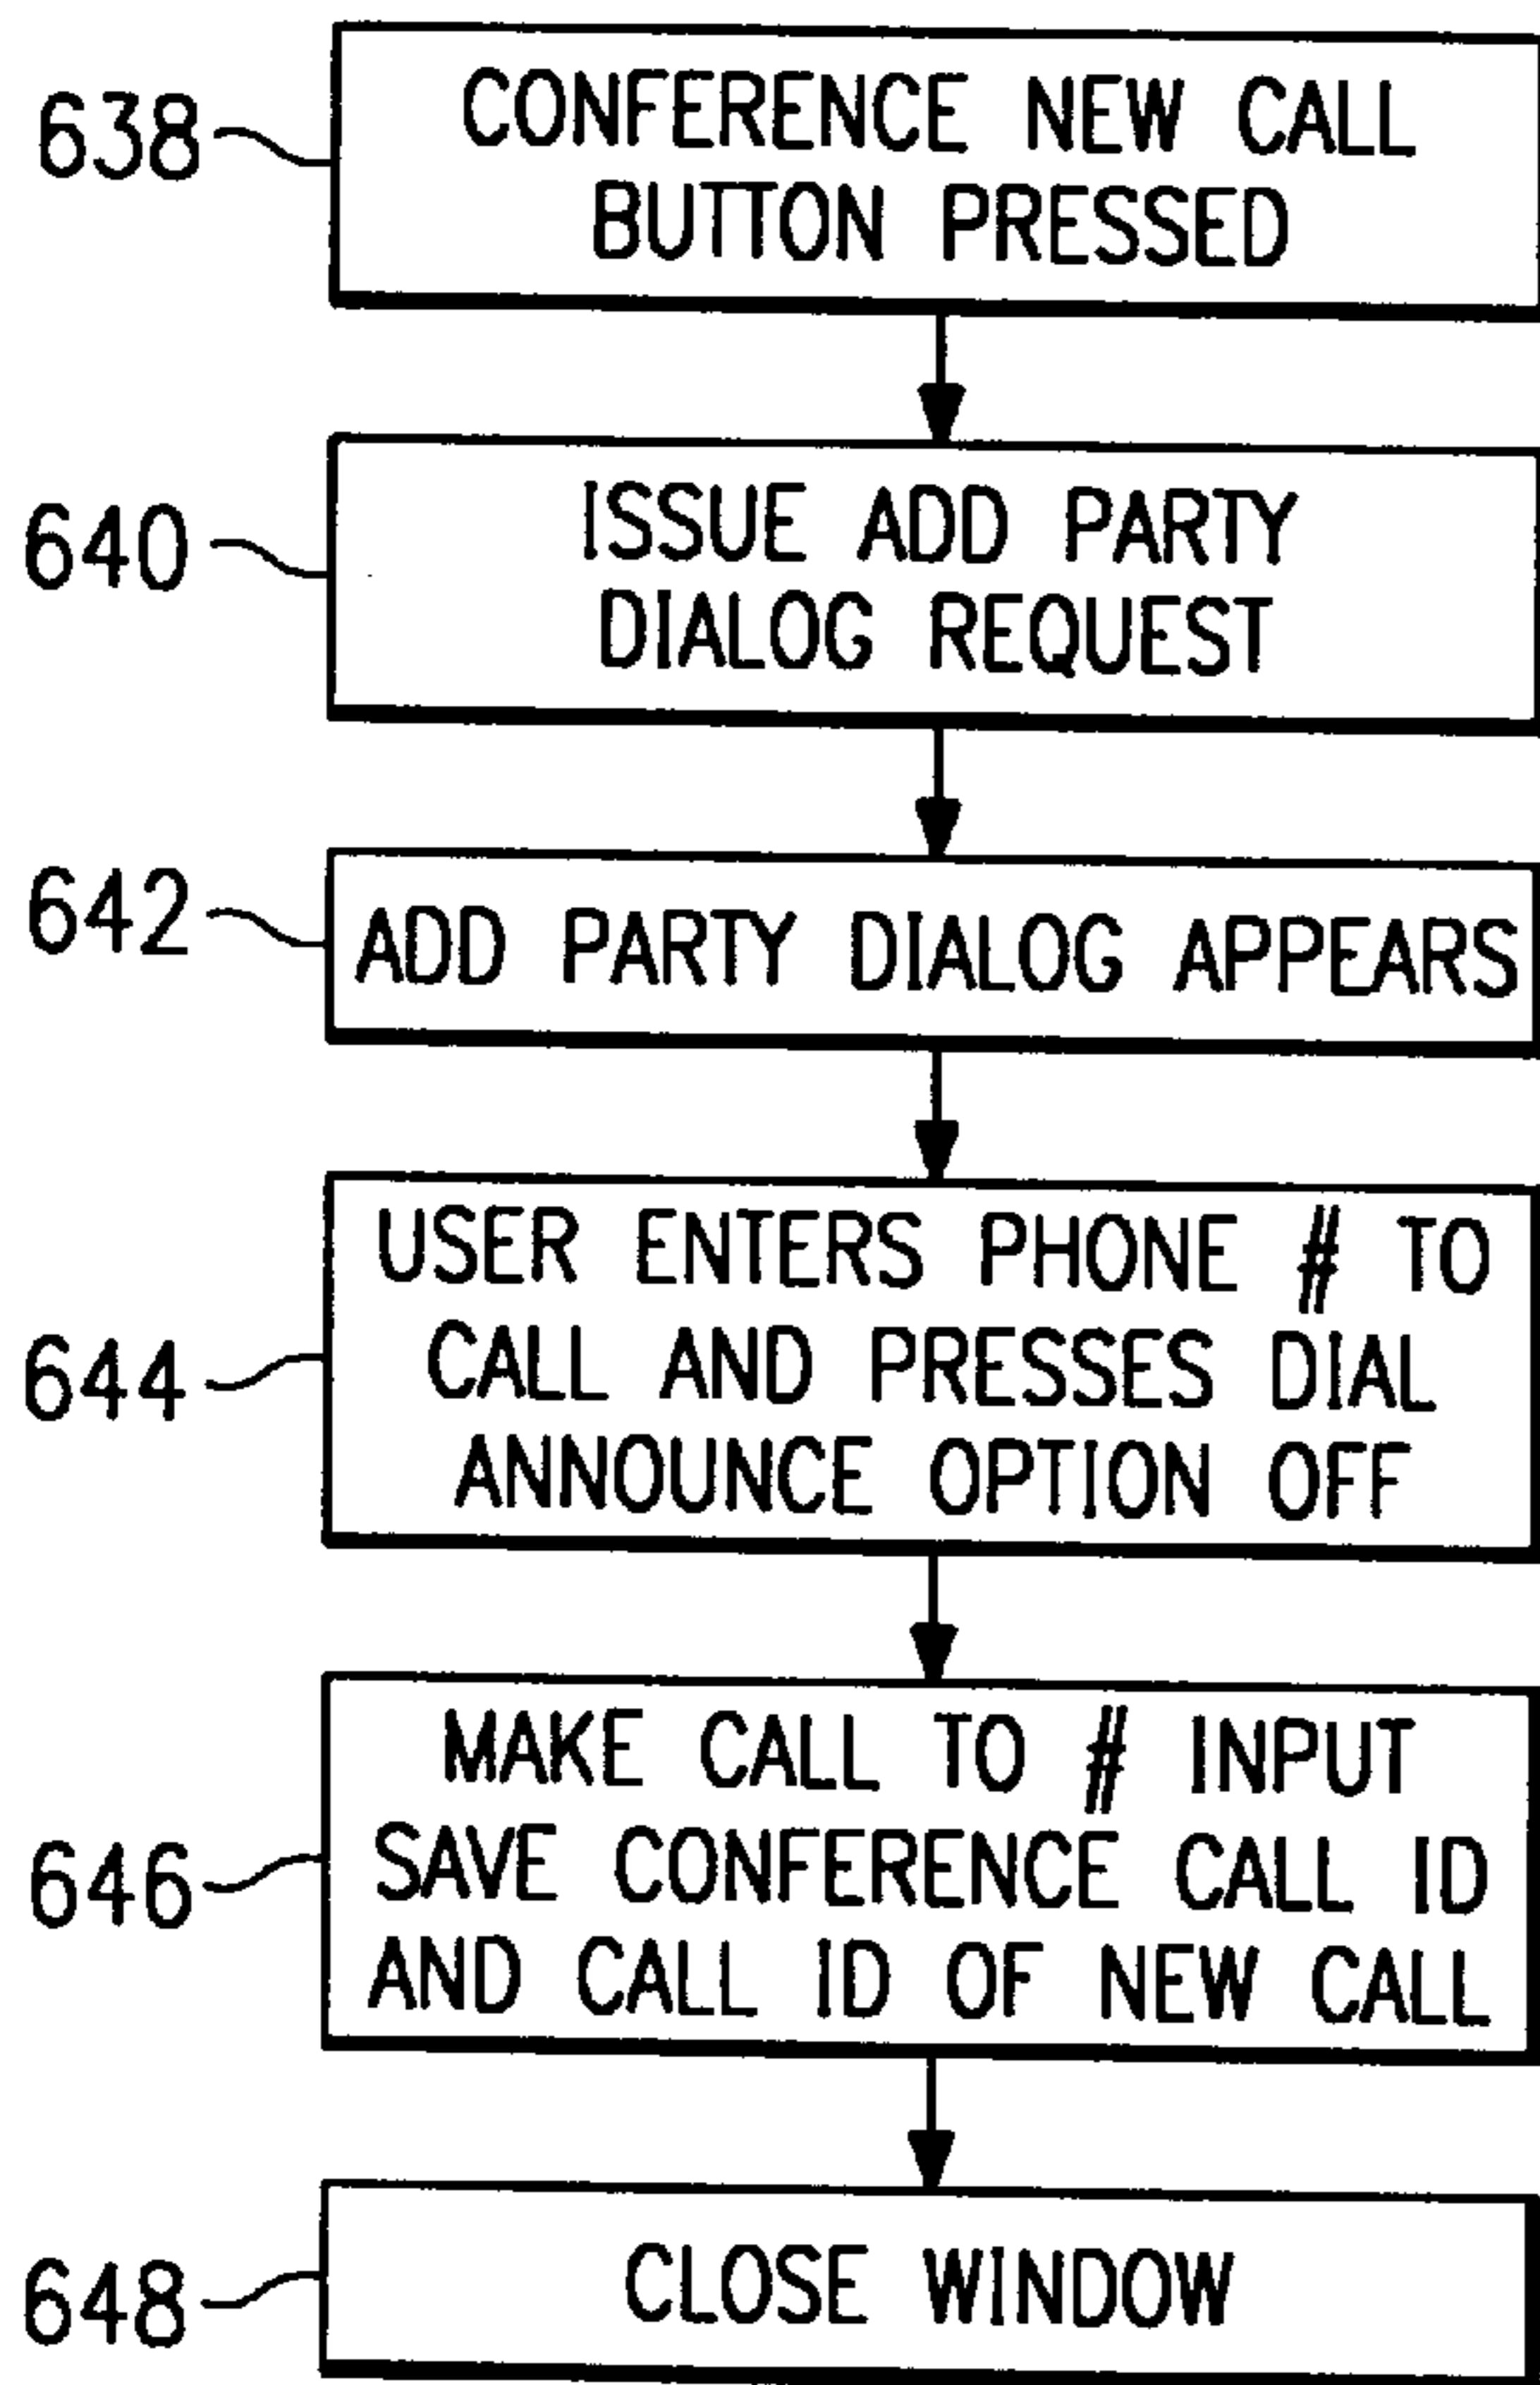 638
CONFERENCE NEW CALL
BUTTON PRESSED
640
ISSUE ADD PARTY
DIALOG REQUEST
642
ADD PARTY DIALOG APPEARS
644
USER ENTERS PHONE # TO
CALL AND PRESSES DIAL
ANNOUNCE OPTION OFF
646
MAKE CALL TO # INPUT
SAVE CONFERENCE CALL ID
AND CALL ID OF NEW CALL
648
CLOSE WINDOW